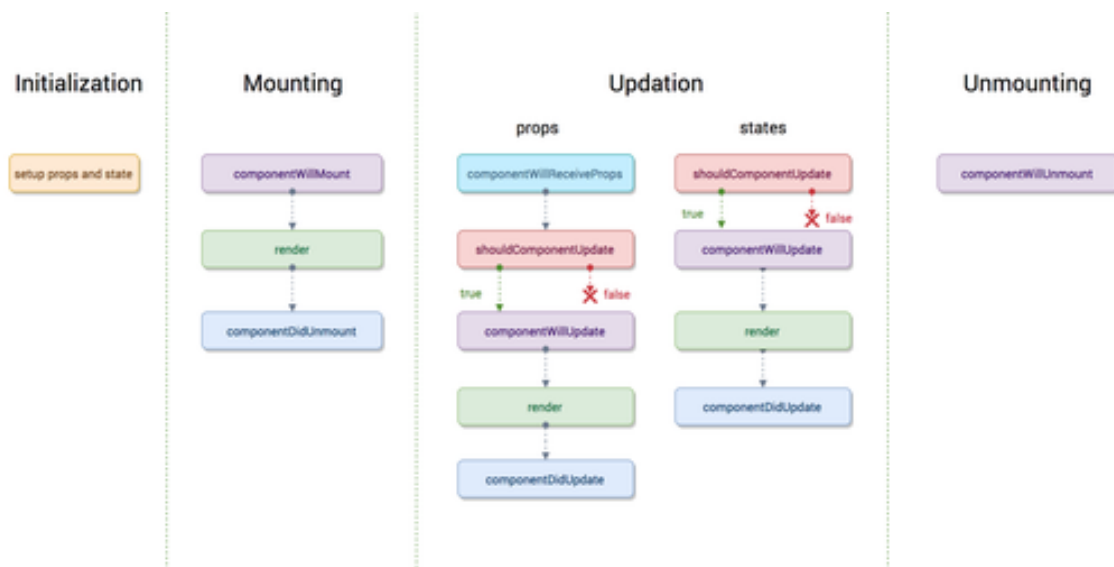 Initialization
setup props and state
Mounting
componentWillMount
render
componentDidUnmount
Updation
props
componentWillReceiveProps
shouldComponentUpdate
true
false
componentWillUpdate
render
componentDidUpdate
states
shouldComponentUpdate
true
false
componentWillUpdate
render
componentDidUpdate
Unmounting
componentWillUnmount